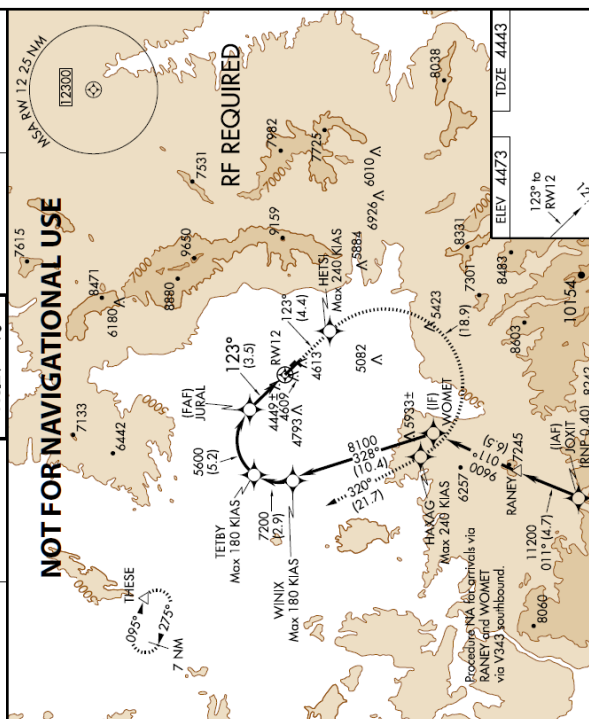 NOT FOR NAVIGATIONAL USE
RF REQUIRED
MSA RW 12 25 NM
12300
7615
7531
8038
7982
7725
6010
6926
5884
9159
9650
8880
8471
6180
7133
6442
HETSI
Max 240 KIAS
123°
(4.4)
RW12
123°
(3.5)
(FAF)
JURAL
4449±
4609
4613
4793
5082
5600
(5.2)
TETBY
Max 180 KIAS
7200
(2.9)
WINIX
Max 180 KIAS
8100
328°
(10.4)
320°
(21.7)
5933±
(IF)
WOMET
HAXAG
Max 240 KIAS
5423
(18.9)
8331
7301
8483
8603
10154
6257
9600
011°
(6.5)
RANEY
7245
(IAF)
JOXIT
(RNP 0.40)
8242
11200
011° (4.7)
8060
THESE
095°
275°
7 NM
Procedure NA for arrivals via
RANEY and WOMET
via V343 southbound.
ELEV 4473
TDZE 4443
123° to
RW12